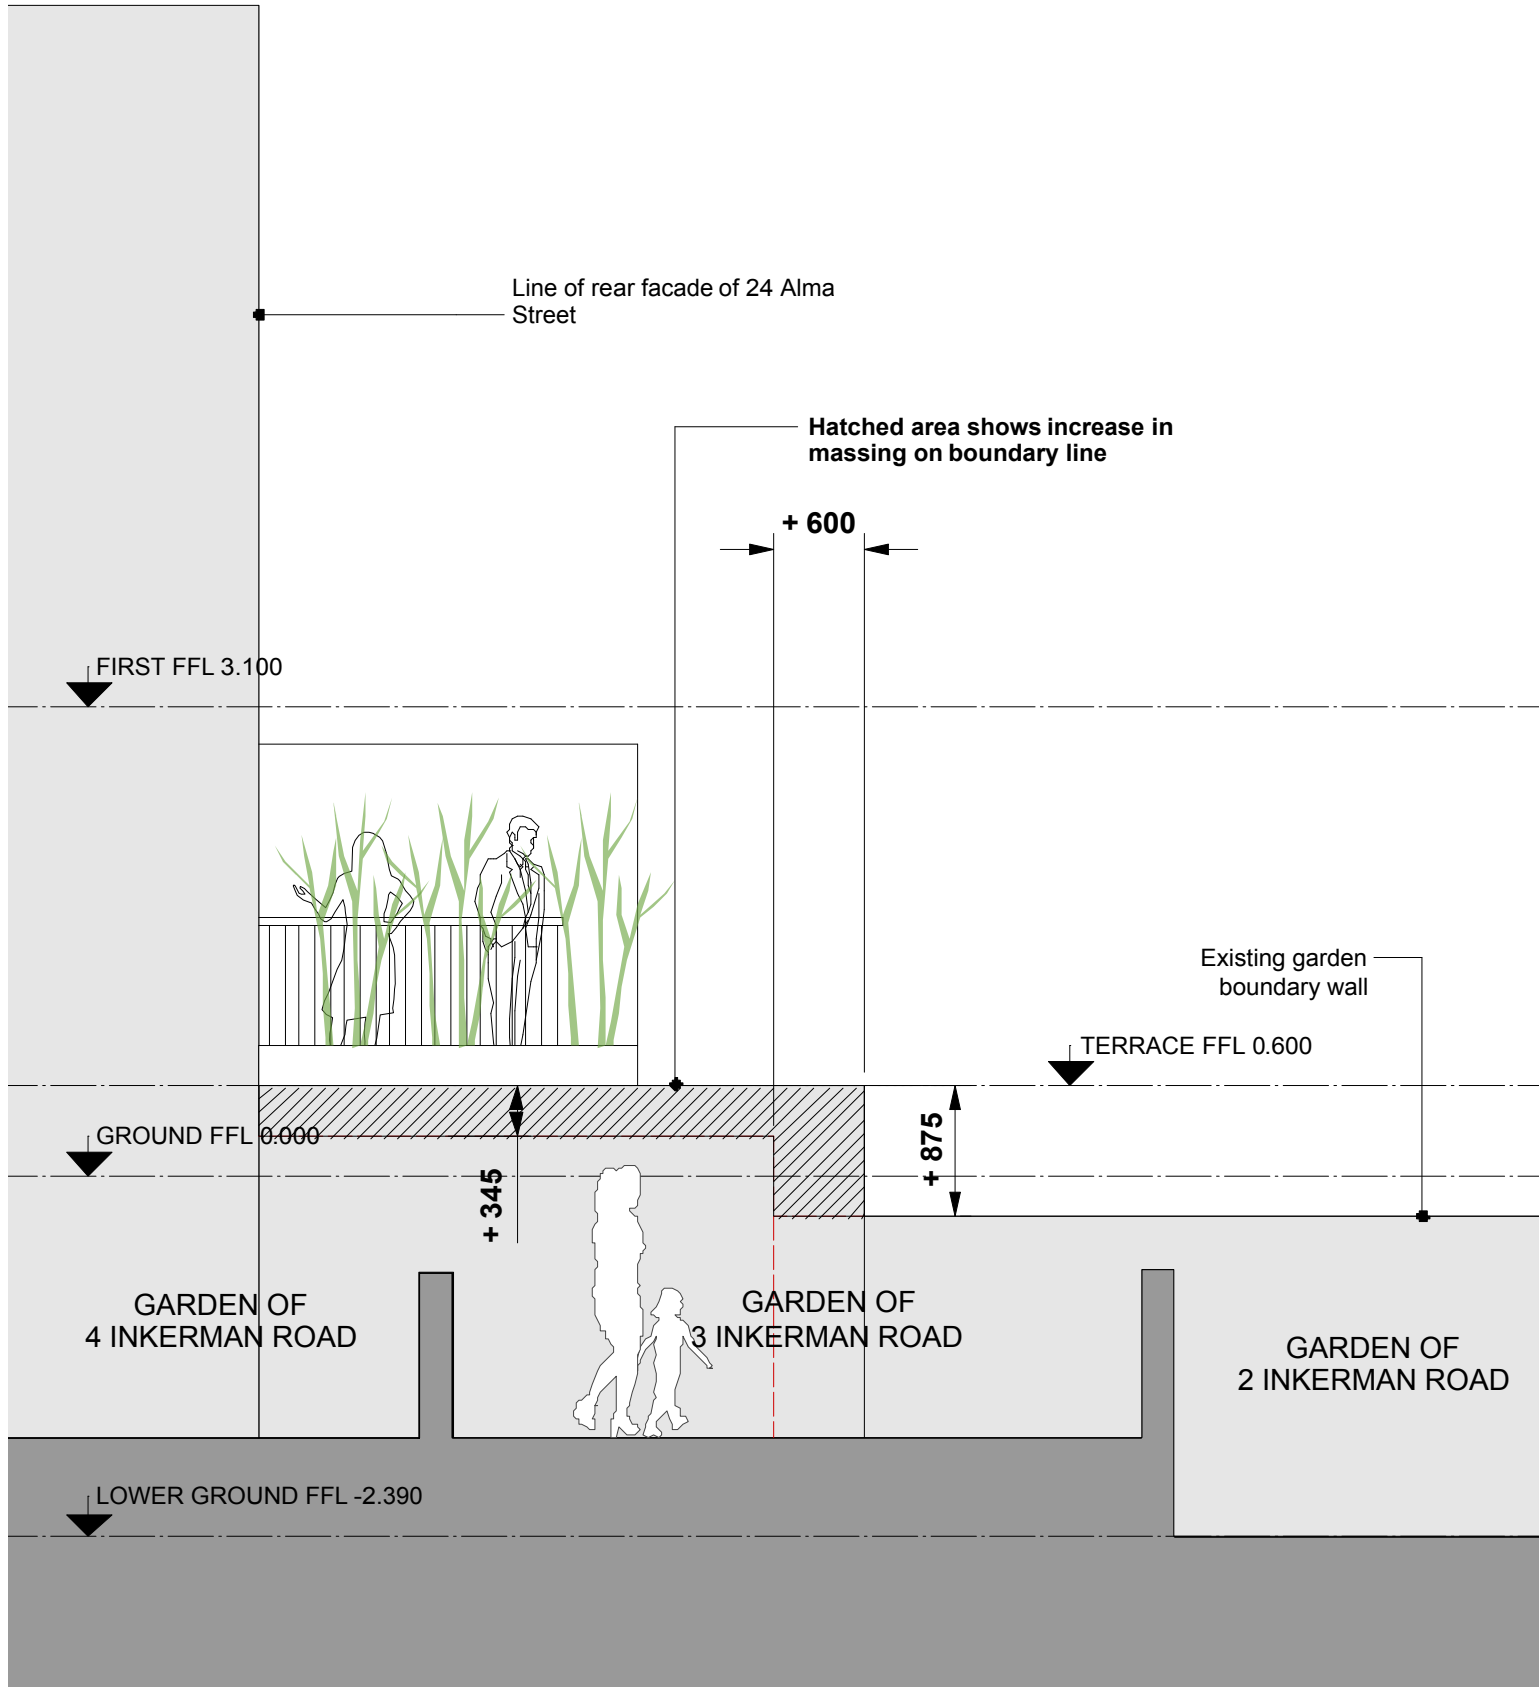 Line of rear facade of 24 Alma
Street
Hatched area shows increase in
massing on boundary line
+ 600
FIRST FFL 3.100
Existing garden
boundary wall
TERRACE FFL 0.600
GROUND FFL 0.000
+ 875
+ 345
GARDEN OF
4 INKERMAN ROAD
GARDEN OF
3 INKERMAN ROAD
GARDEN OF
2 INKERMAN ROAD
LOWER GROUND FFL -2.390